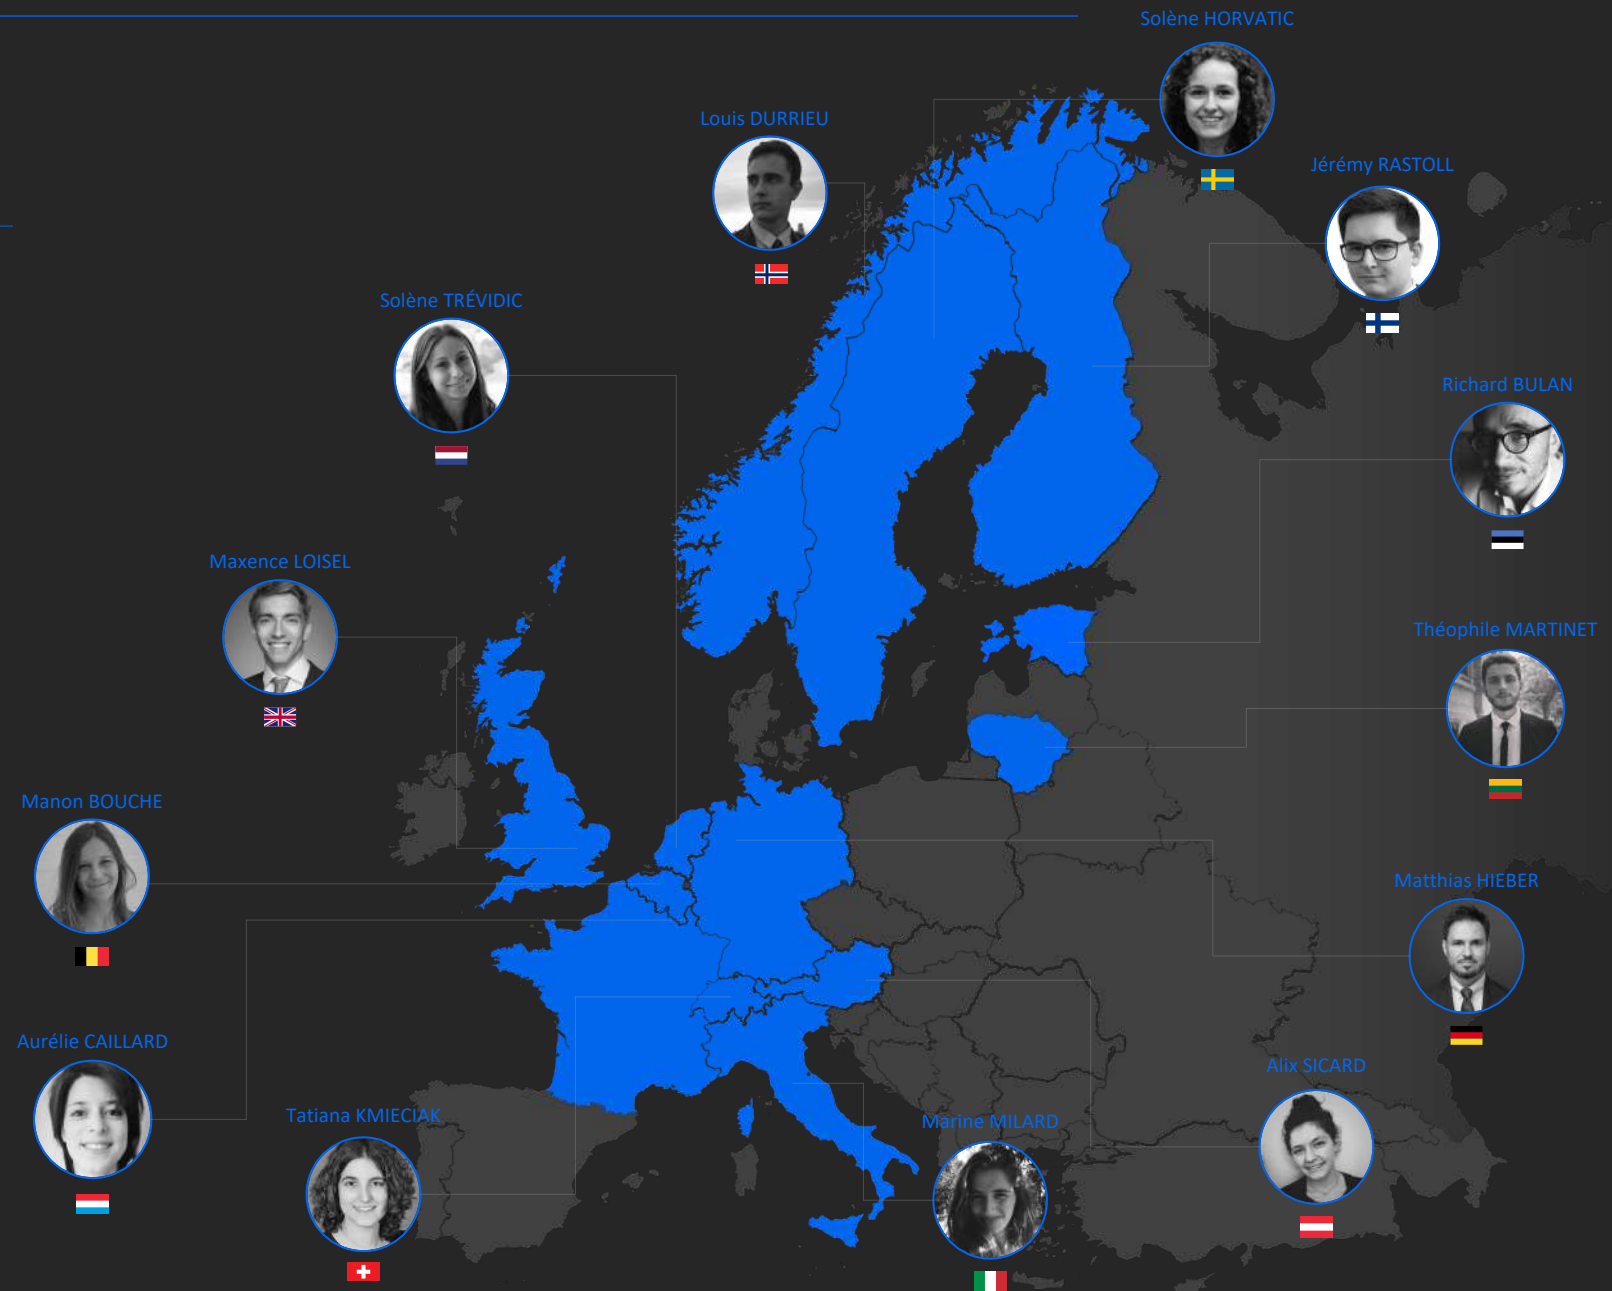 Solène HORVATIC
Louis DURRIEU
Jérémy RASTOLL
Solène TRÉVIDIC
Richard BULAN
Maxence LOISEL
Théophile MARTINET
Manon BOUCHE
Matthias HIEBER
Aurélie CAILLARD
Alix SICARD
Tatiana KMIECIAK
Marine MILARD